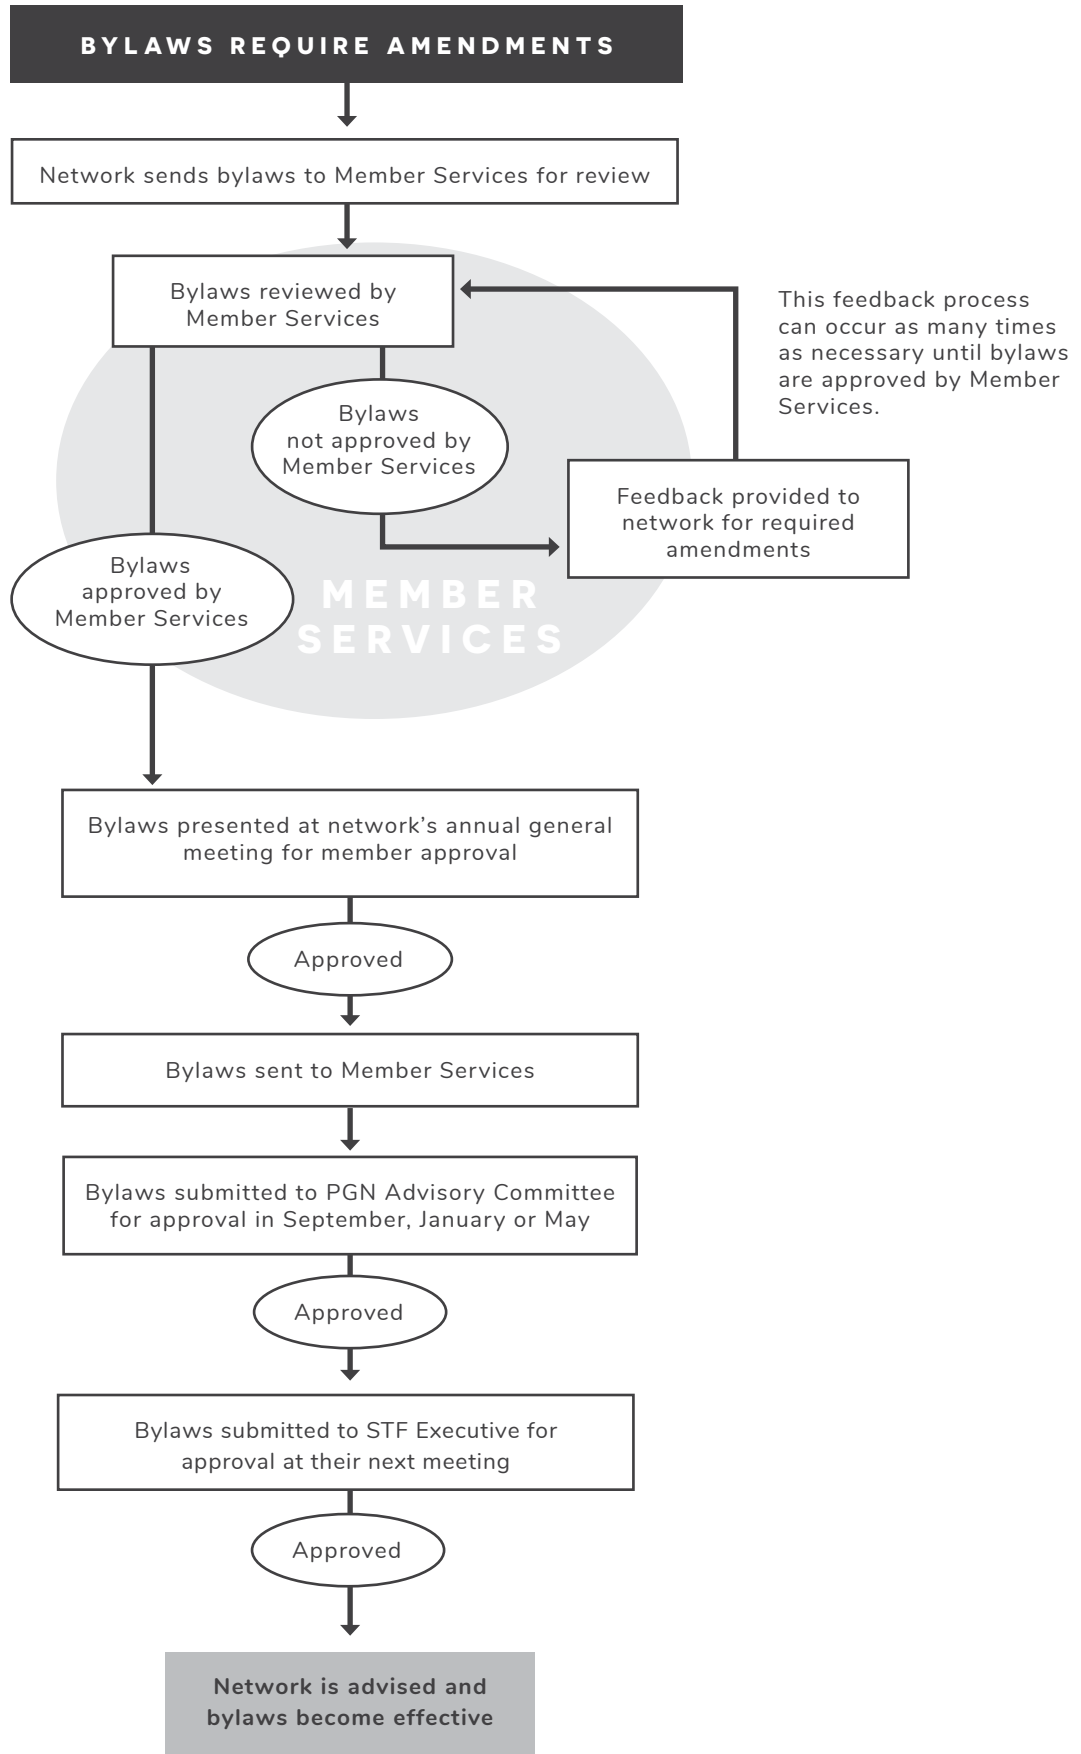 BYLAWS REQUIRE AMENDMENTS
Network sends bylaws to Member Services for review
Bylaws reviewed by
Member Services
This feedback process
can occur as many times
as necessary until bylaws
are approved by Member
Services.
Bylaws
not approved by
Member Services
Feedback provided to
network for required
amendments
Bylaws
approved by
Member Services
MEMBER
SERVICES
Bylaws presented at network’s annual general
meeting for member approval
Approved
Bylaws sent to Member Services
Bylaws submitted to PGN Advisory Committee
for approval in September, January or May
Approved
Bylaws submitted to STF Executive for
approval at their next meeting
Approved
Network is advised and
bylaws become effective